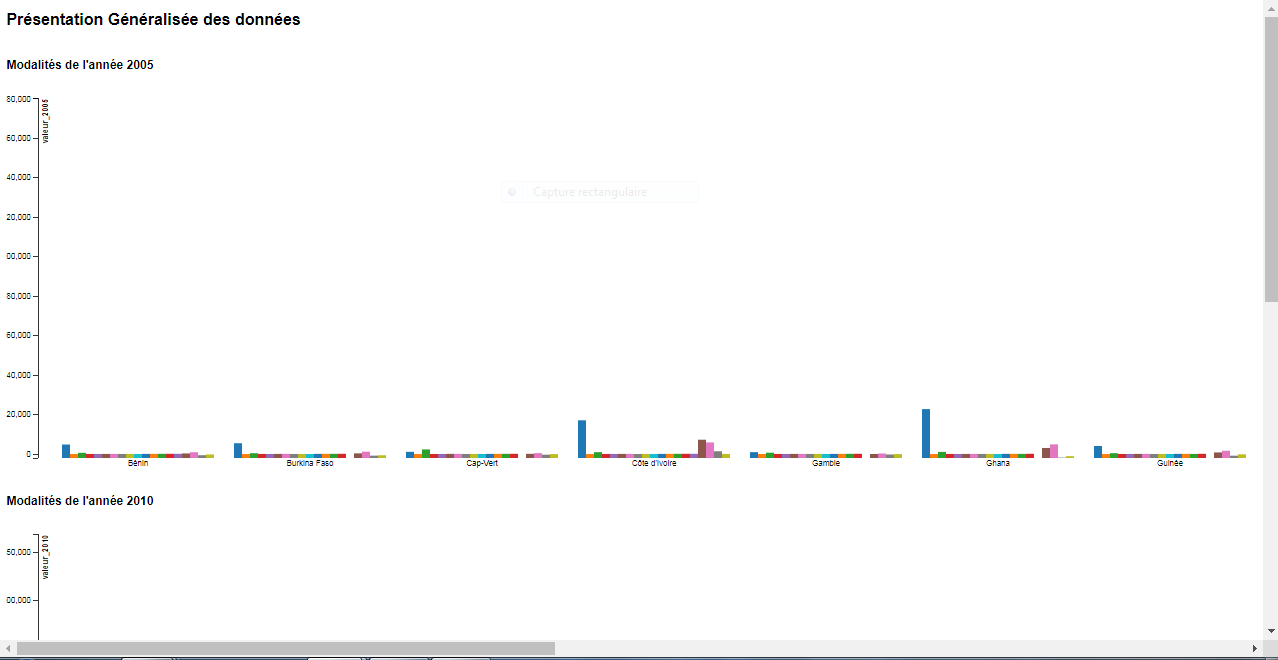 Présentation Généralisée des données
Modalités de l'année 2005
80,000
valeur_2005
60,000
40,000
Capture rectangulaire
20,000
00,000
80,000
60,000
40,000
20,000
0
Bénin Burkina Faso Cap-Vert Côte d'Ivoire Gambie Ghana Guinée
Modalités de l'année 2010
valeur_2010
50,000
00,000